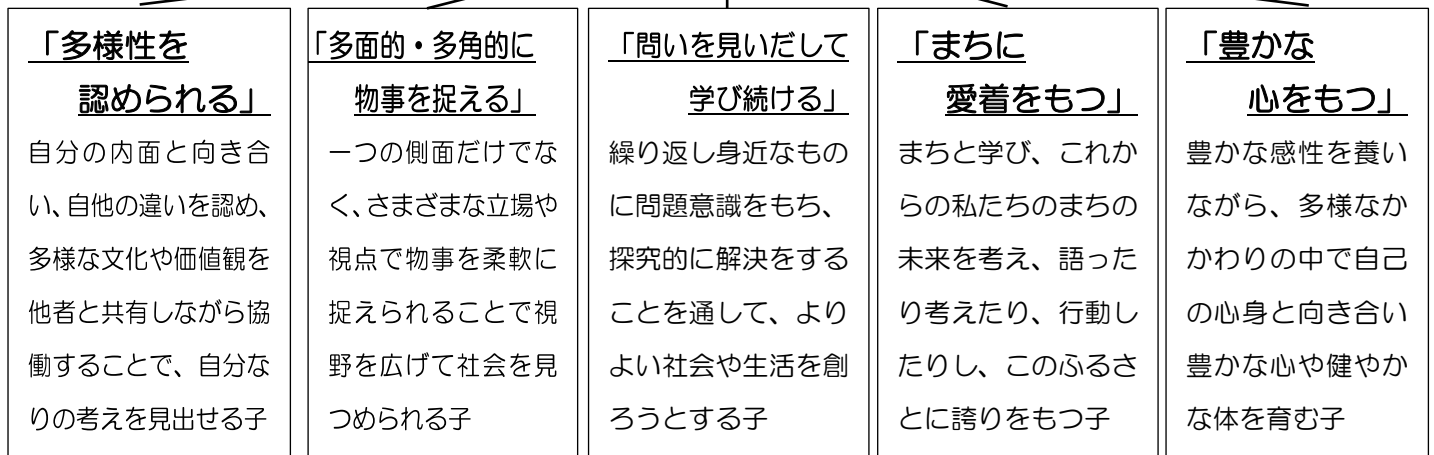 「多様性を
認められる」
自分の内面と向き合
い、自他の違いを認め、
多様な文化や価値観を
他者と共有しながら協
働することで、自分な
りの考えを見出せる子
「多面的・多角的に
物事を捉える」
一つの側面だけでな
く、さまざまな立場や
視点で物事を柔軟に
捉えられることで視
野を広げて社会を見
つめられる子
「問いを見いだして
学び続ける」
繰り返し身近なもの
に問題意識をもち、
探究的に解決をする
ことを通して、より
よい社会や生活を創
ろうとする子
「まちに
愛着をもつ」
まちと学び、これか
らの私たちのまちの
未来を考え、語った
り考えたり、行動し
たりし、このふるさ
とに誇りをもつ子
「豊かな
心をもつ」
豊かな感性を養い
ながら、多様なか
かわりの中で自己
の心身と向き合い
豊かな心や健やか
な体を育む子